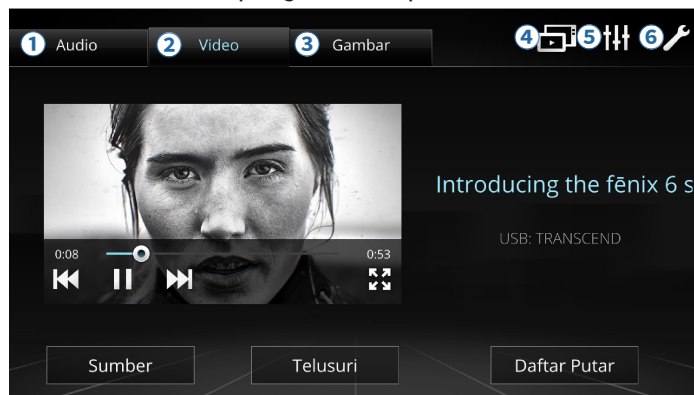 1 Audio 2 Video 3 Gambar 4 5 6
Introducing the fēnix 6 s
USB: TRANSCEND
0:08 0:53
Sumber Telusuri Daftar Putar